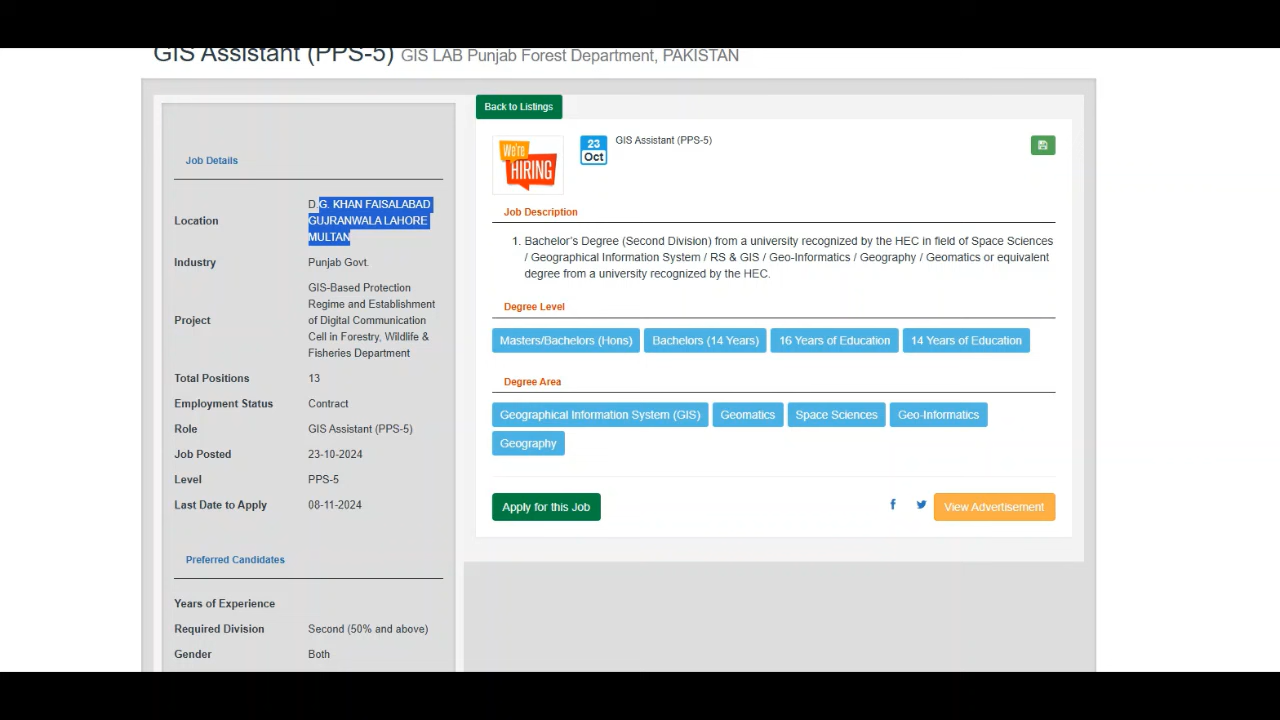 GIS Assistant (PPS-5) GIS LAB Punjab Forest Department, PAKISTAN
Job Details
Location
D.G. KHAN FAISALABAD
GUJRANWALA LAHORE
MULTAN
Industry Punjab Govt.
Project
GIS-Based Protection
Regime and Establishment
of Digital Communication
Cell in Forestry, Wildlife &
Fisheries Department
Total Positions 13
Employment Status Contract
Role GIS Assistant (PPS-5)
Job Posted 23-10-2024
Level PPS-5
Last Date to Apply 08-11-2024
Preferred Candidates
Years of Experience
Required Division Second (50% and above)
Gender Both
Back to Listings
We're
HIRING
23
Oct
GIS Assistant (PPS-5)
Job Description
1. Bachelor's Degree (Second Division) from a university recognized by the HEC in field of Space Sciences
/ Geographical Information System / RS & GIS / Geo-Informatics / Geography / Geomatics or equivalent
degree from a university recognized by the HEC.
Degree Level
Masters/Bachelors (Hons) Bachelors (14 Years) 16 Years of Education 14 Years of Education
Degree Area
Geographical Information System (GIS) Geomatics Space Sciences Geo-Informatics
Geography
Apply for this Job View Advertisement